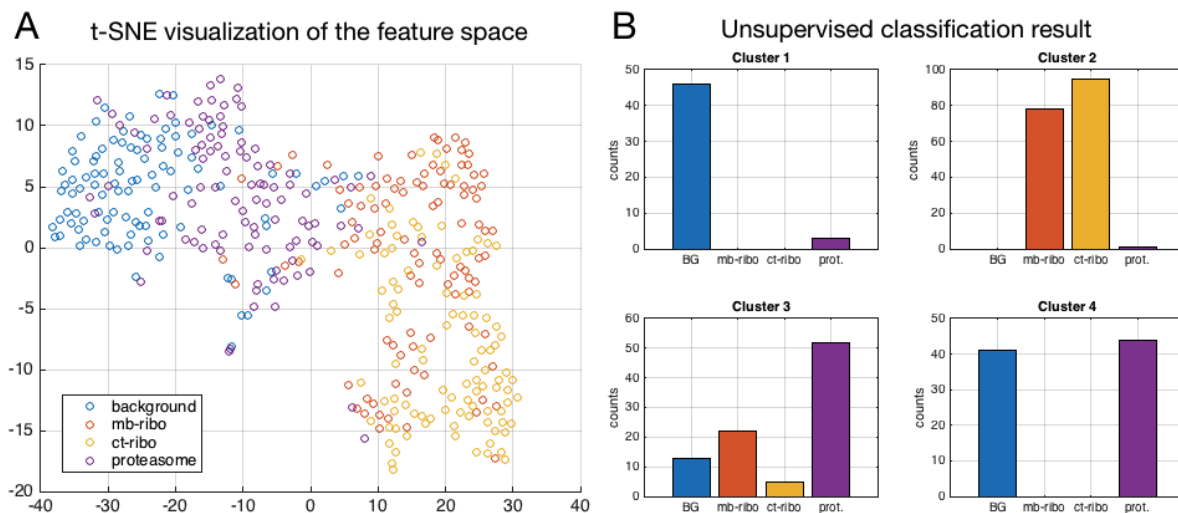 A
t-SNE visualization of the feature space
15
10
5
0
-5
-10
-15
-20
-40
-30
-20
-10
0
10
20
30
40
background
mb-ribo
ct-ribo
proteasome
B
Unsupervised classification result
Cluster 1
50
40
30
20
10
0
counts
BG
mb-ribo
ct-ribo
prot.
Cluster 2
100
80
60
40
20
0
counts
BG
mb-ribo
ct-ribo
prot.
Cluster 3
60
50
40
30
20
10
0
counts
BG
mb-ribo
ct-ribo
prot.
Cluster 4
50
40
30
20
10
0
counts
BG
mb-ribo
ct-ribo
prot.